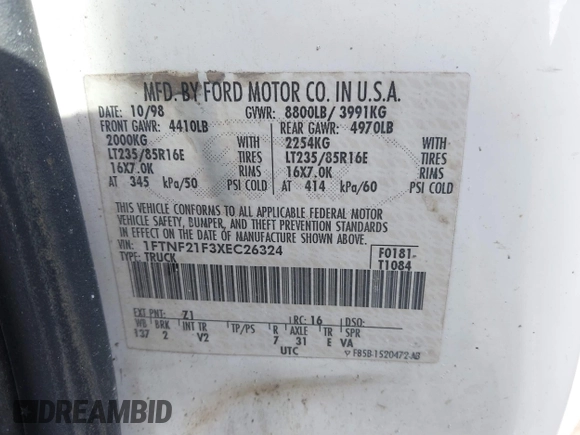 MFD. BY FORD MOTOR CO. IN U.S.A.
DATE: 10/98 GVWR: 8800LB/ 3991KG
FRONT GAWR: 4410LB REAR GAWR: 4970LB
2000KG WITH 2254KG WITH
LT235/85R16E TIRES LT235/85R16E TIRES
16X7.0K RIMS 16X7.0K RIMS
AT 345 kPa/50 PSI COLD AT 414 kPa/60 PSI COLD
THIS VEHICLE CONFORMS TO ALL APPLICABLE FEDERAL MOTOR
VEHICLE SAFETY, BUMPER, AND THEFT PREVENTION STANDARDS
IN EFFECT ON THE DATE OF MANUFACTURE SHOWN ABOVE.
VIN: 1FTNF21F3XEC26324 F0181
TYPE: TRUCK T1084
EXT PNT: Z1 RC: 16 DSO:
WB BRK INT TR TP/PS R AXLE TR SPR
137 2 V2 7 31 E VA
UTC F85B-1520472-AB
DREAMBID